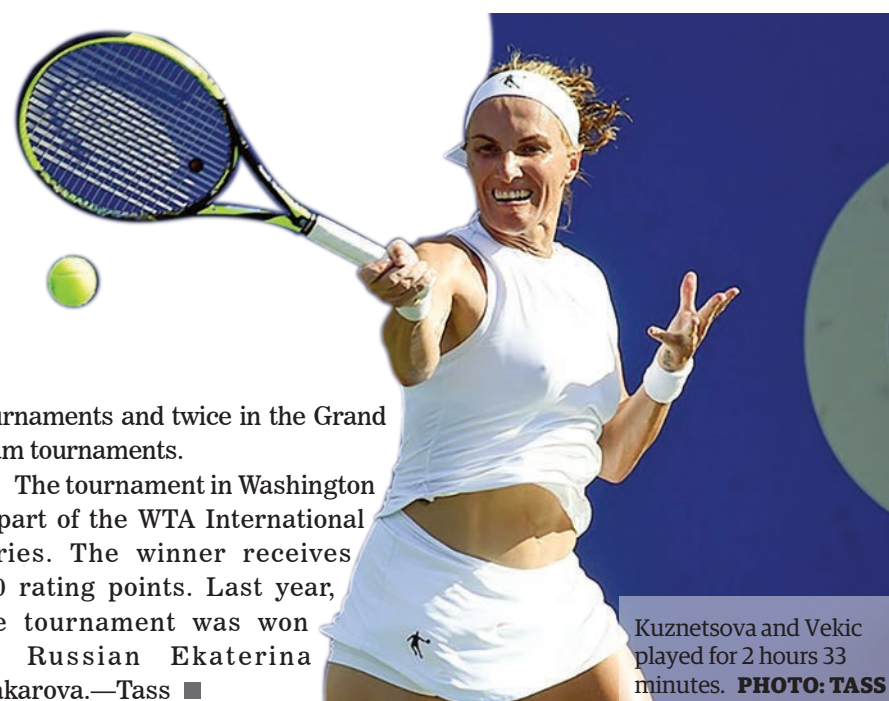 urnaments and twice in the Grand
m tournaments.
The tournament in Washington
part of the WTA International
ries. The winner receives
0 rating points. Last year,
e tournament was won
Russian Ekaterina
akarova.—Tass ■
Kuznetsova and Vekic
played for 2 hours 33
minutes. PHOTO: TASS